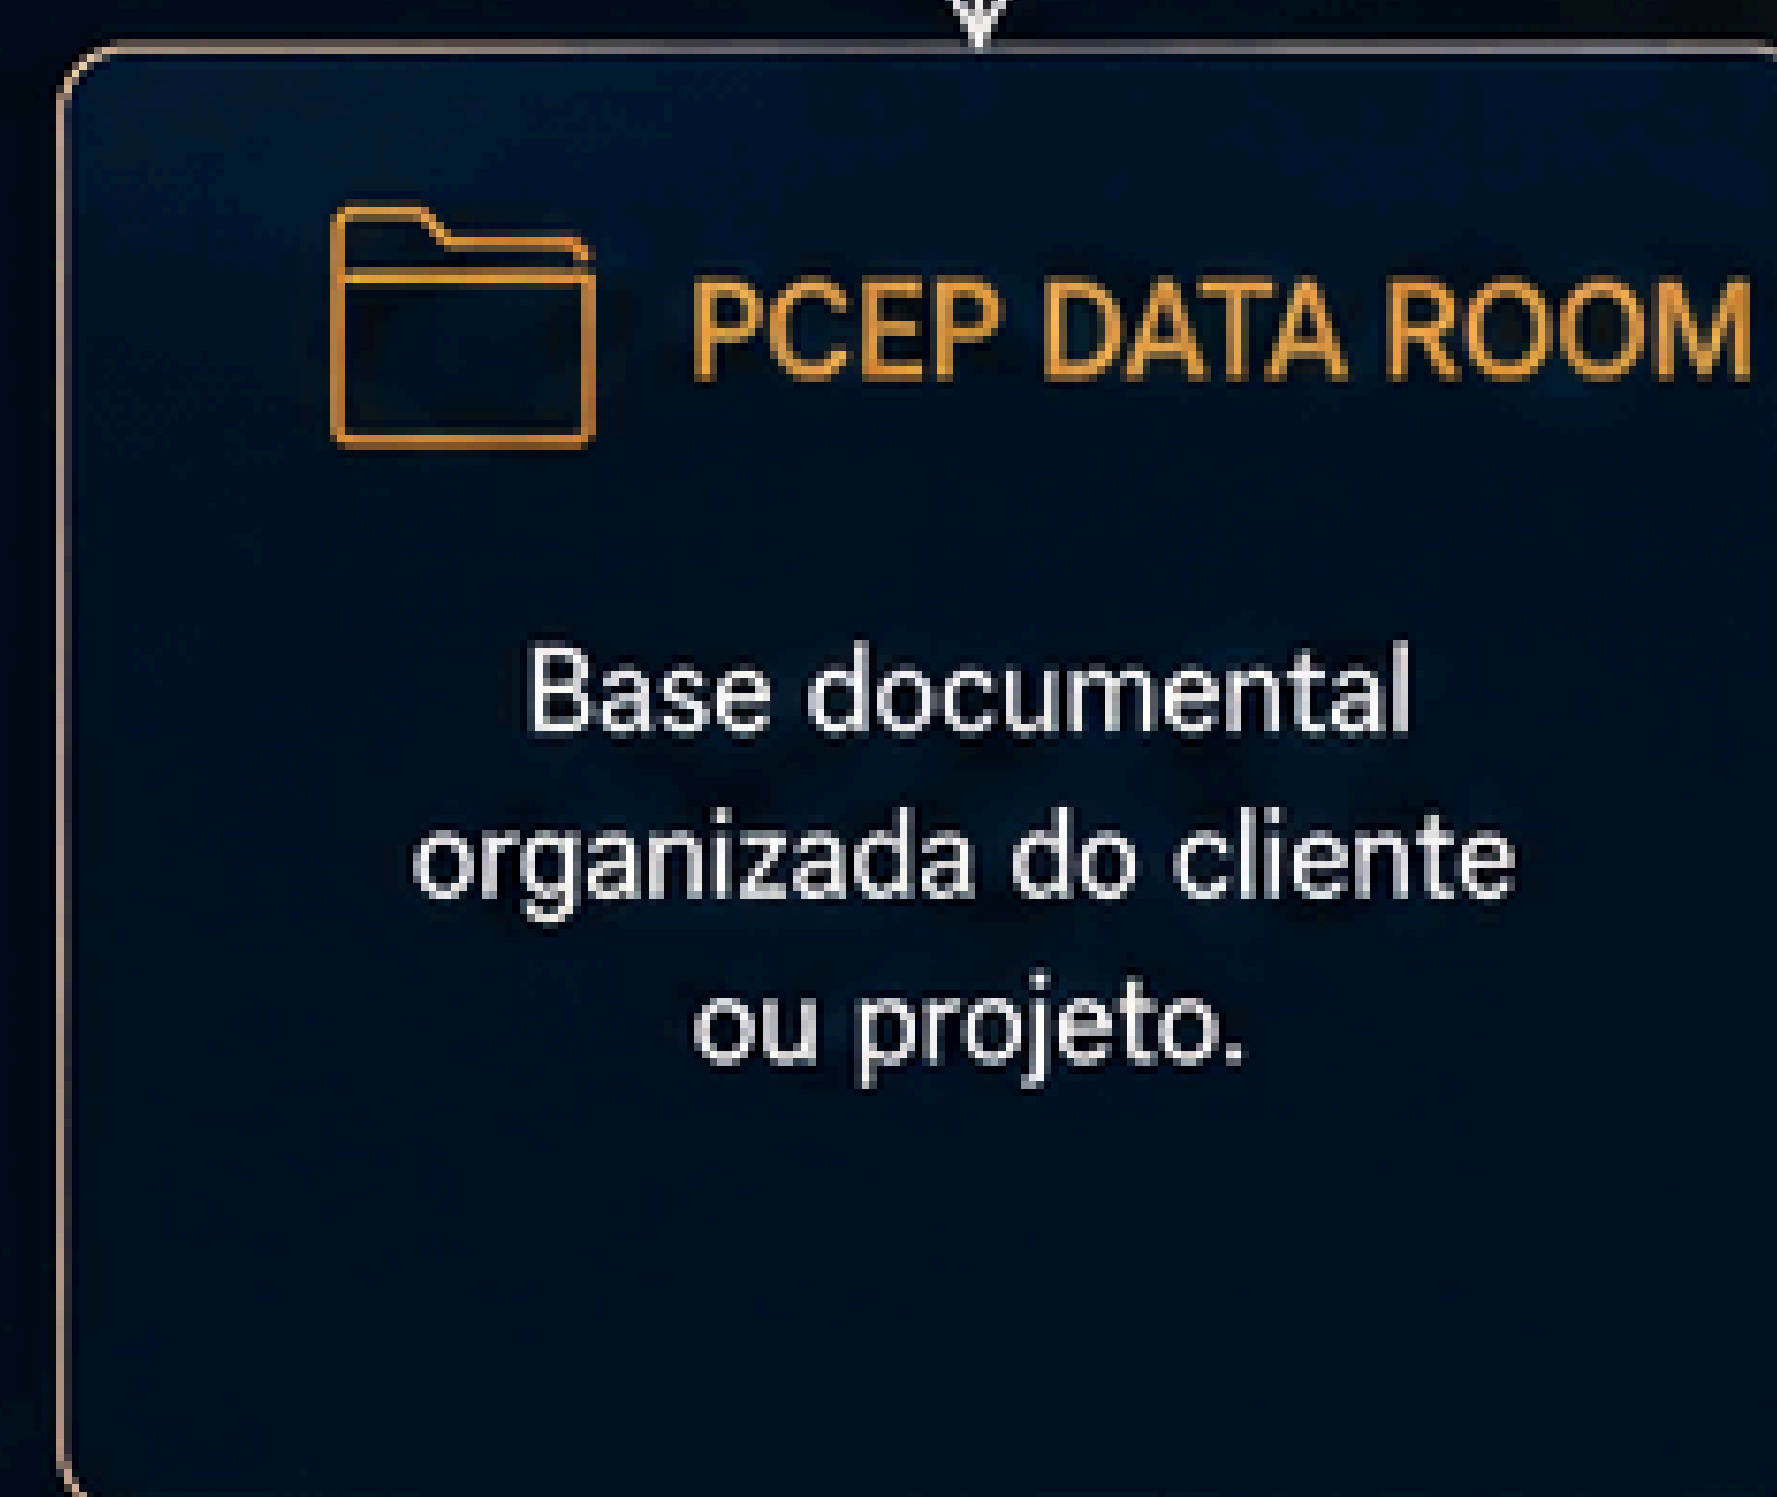 PCEP DATA ROOM
Base documental
organizada do cliente
ou projeto.